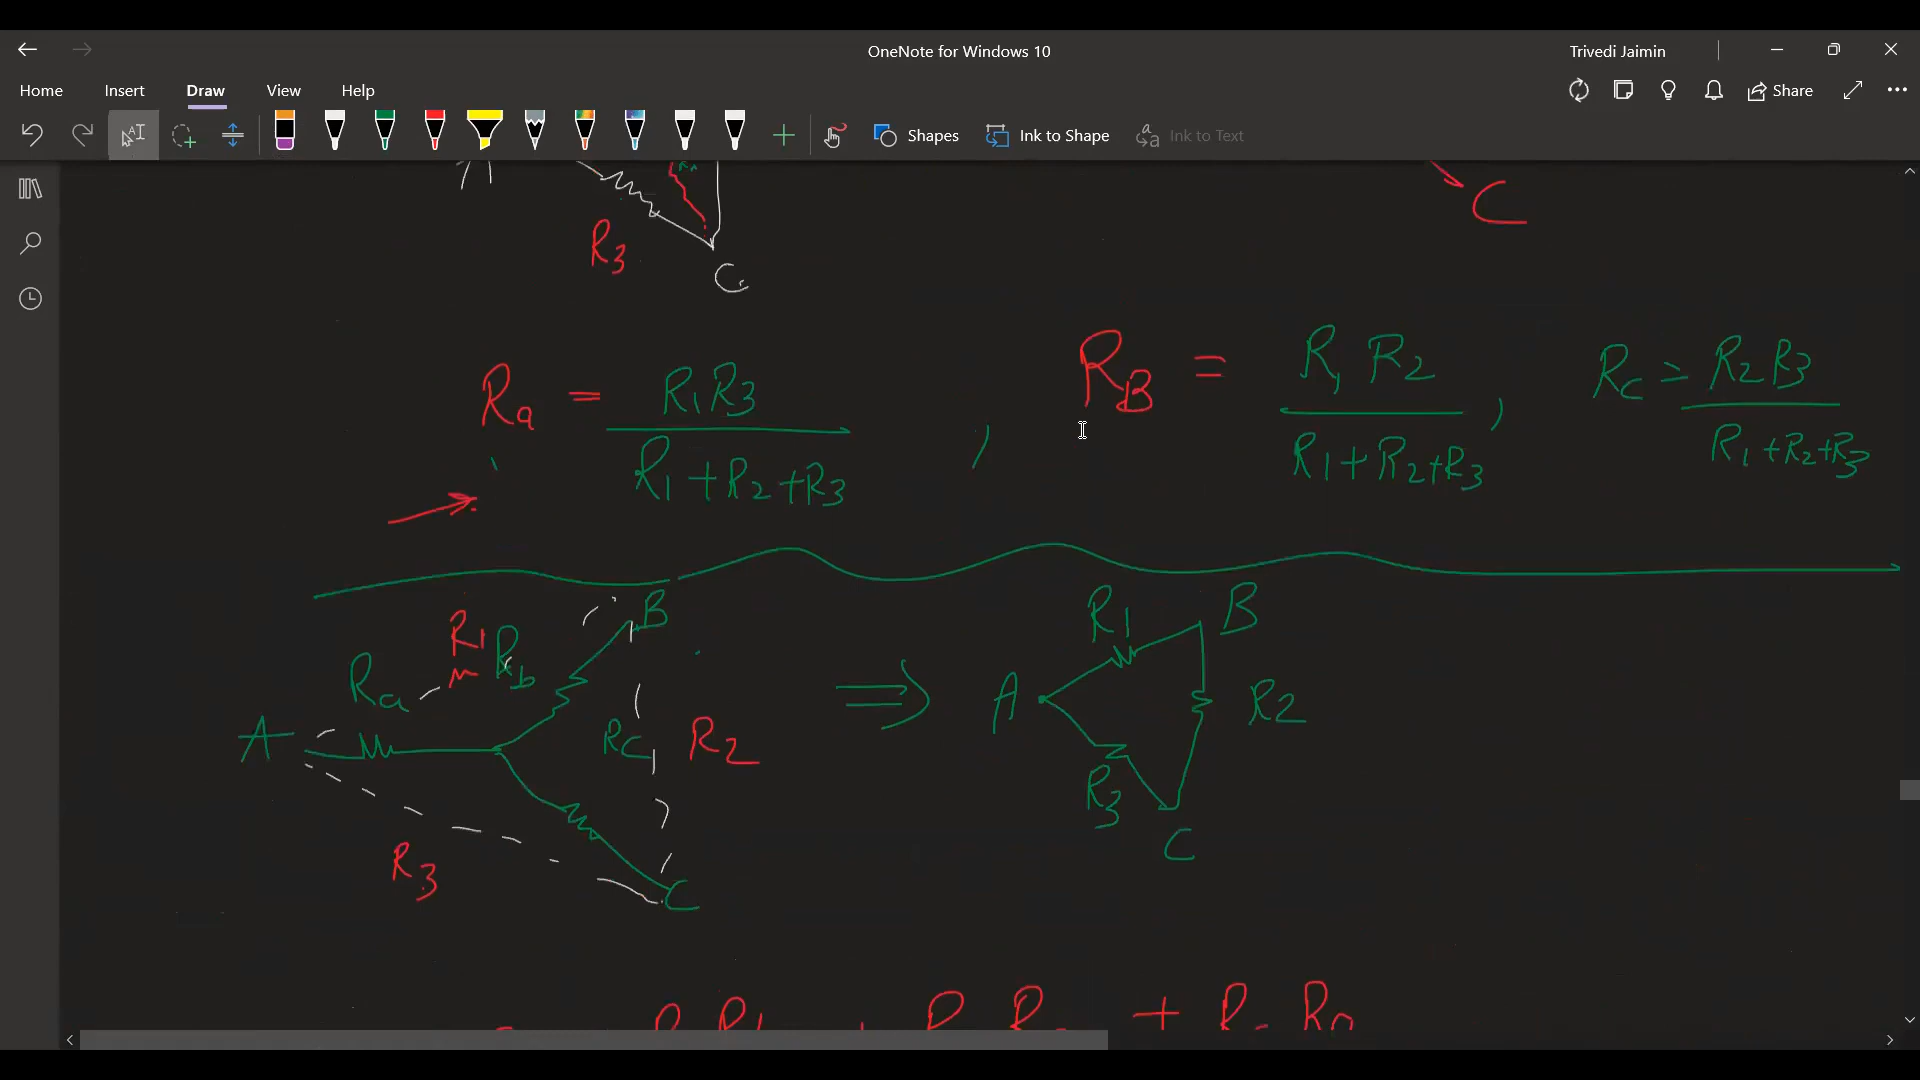 OneNote for Windows 10
Trivedi Jaimin
Home Insert Draw View Help
Share
Shapes Ink to Shape Ink to Text
R3
C
C
Ra = R1R3 / R1+R2+R3 , RB = R1 R2 / R1+R2+R3 , RC = R2R3 / R1+R2+R3
B
R1
Rb
Ra
A
RC
R2
R3
C
⇒
R1
B
A
R2
R3
C